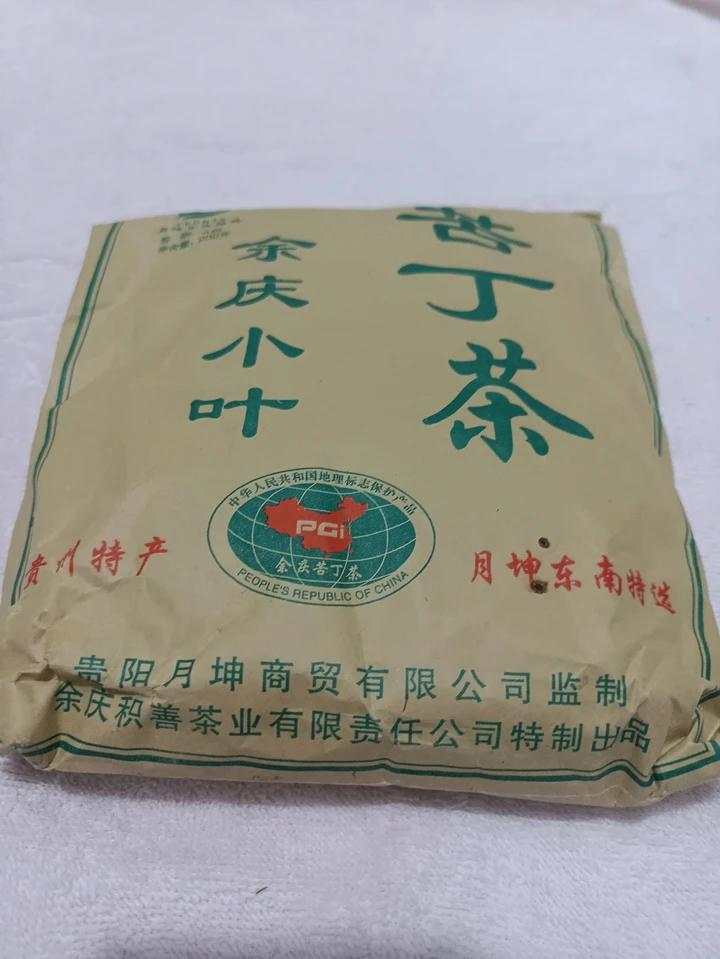 苦丁茶
余庆小叶
中华人民共和国地理标志保护产品
PGi
余庆苦丁茶
PEOPLE'S REPUBLIC OF CHINA
贵州特产
月坤东南特选
贵阳月坤商贸有限公司监制
余庆积善茶业有限责任公司特制出品